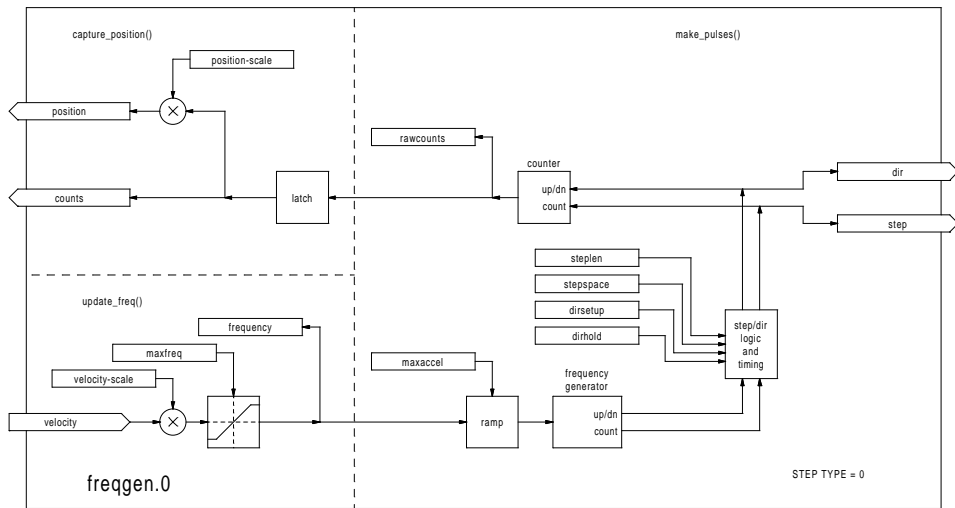 capture_position()
make_pulses()
position-scale
position
rawcounts
counter
dir
up/dn
counts
latch
count
step
steplen
stepspace
update_freq()
dirsetup
frequency
step/dir
logic
and
timing
dirhold
maxfreq
maxaccel
frequency
generator
velocity-scale
up/dn
velocity
ramp
count
freqgen.0
STEP TYPE = 0